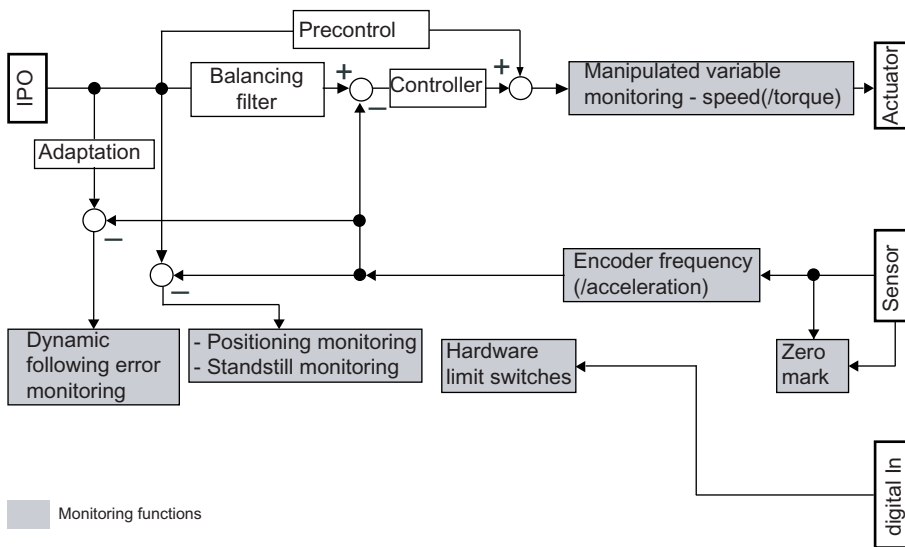 Precontrol
IPO
Balancing
filter
+
Controller
+
Manipulated variable
monitoring - speed(/torque)
Actuator
–
Adaptation
–
–
Encoder frequency
(/acceleration)
Sensor
Dynamic
following error
monitoring
- Positioning monitoring
- Standstill monitoring
Hardware
limit switches
Zero
mark
digital In
Monitoring functions